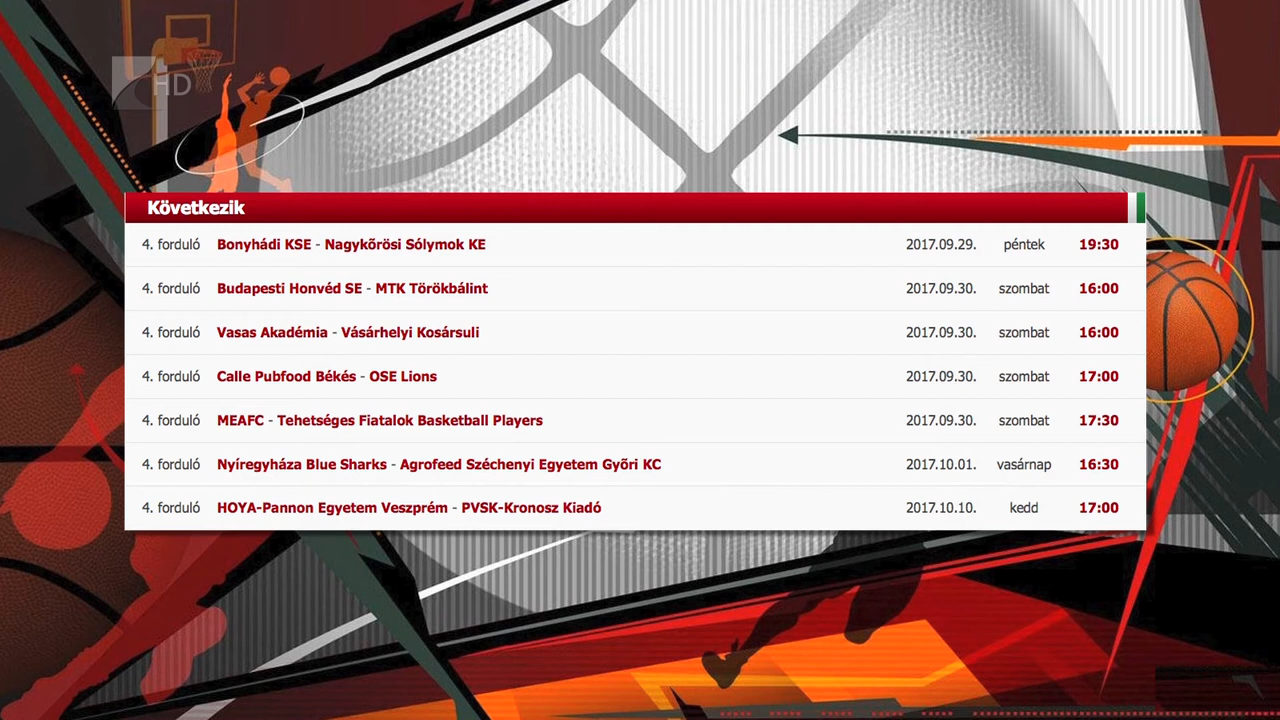 HD
Következik
4. forduló Bonyhádi KSE - Nagykőrösi Sólymok KE 2017.09.29. péntek 19:30
4. forduló Budapesti Honvéd SE - MTK Törökbálint 2017.09.30. szombat 16:00
4. forduló Vasas Akadémia - Vásárhelyi Kosársuli 2017.09.30. szombat 16:00
4. forduló Calle Pubfood Békés - OSE Lions 2017.09.30. szombat 17:00
4. forduló MEAFC - Tehetséges Fiatalok Basketball Players 2017.09.30. szombat 17:30
4. forduló Nyíregyháza Blue Sharks - Agrofeed Széchenyi Egyetem Győri KC 2017.10.01. vasárnap 16:30
4. forduló HOYA-Pannon Egyetem Veszprém - PVSK-Kronosz Kiadó 2017.10.10. kedd 17:00